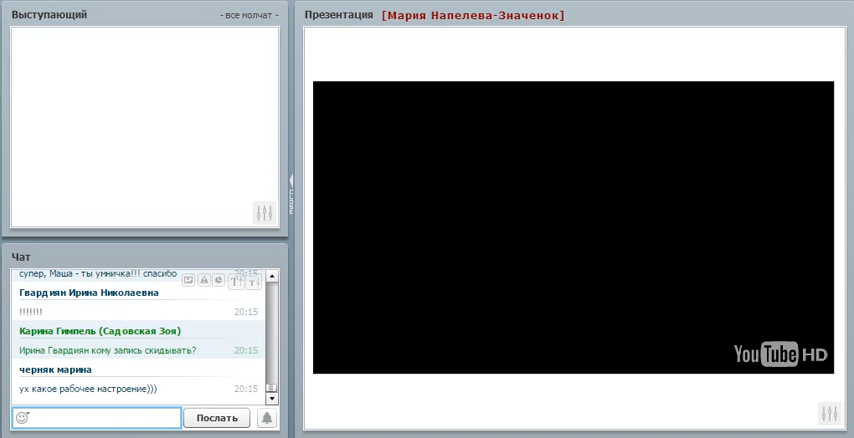 Выступающий - все молчат -
Презентация [Мария Напелева-Значенок]
YouTube HD
Чат
супер, Маша - ты умничка!!! спасибо 20:15
Гвардиян Ирина Николаевна
!!!!!!! 20:15
Карина Гимпель (Садовская Зоя)
Ирина Гвардиян кому запись скидывать? 20:15
черняк марина
ух какое рабочее настроение))) 20:15
Послать